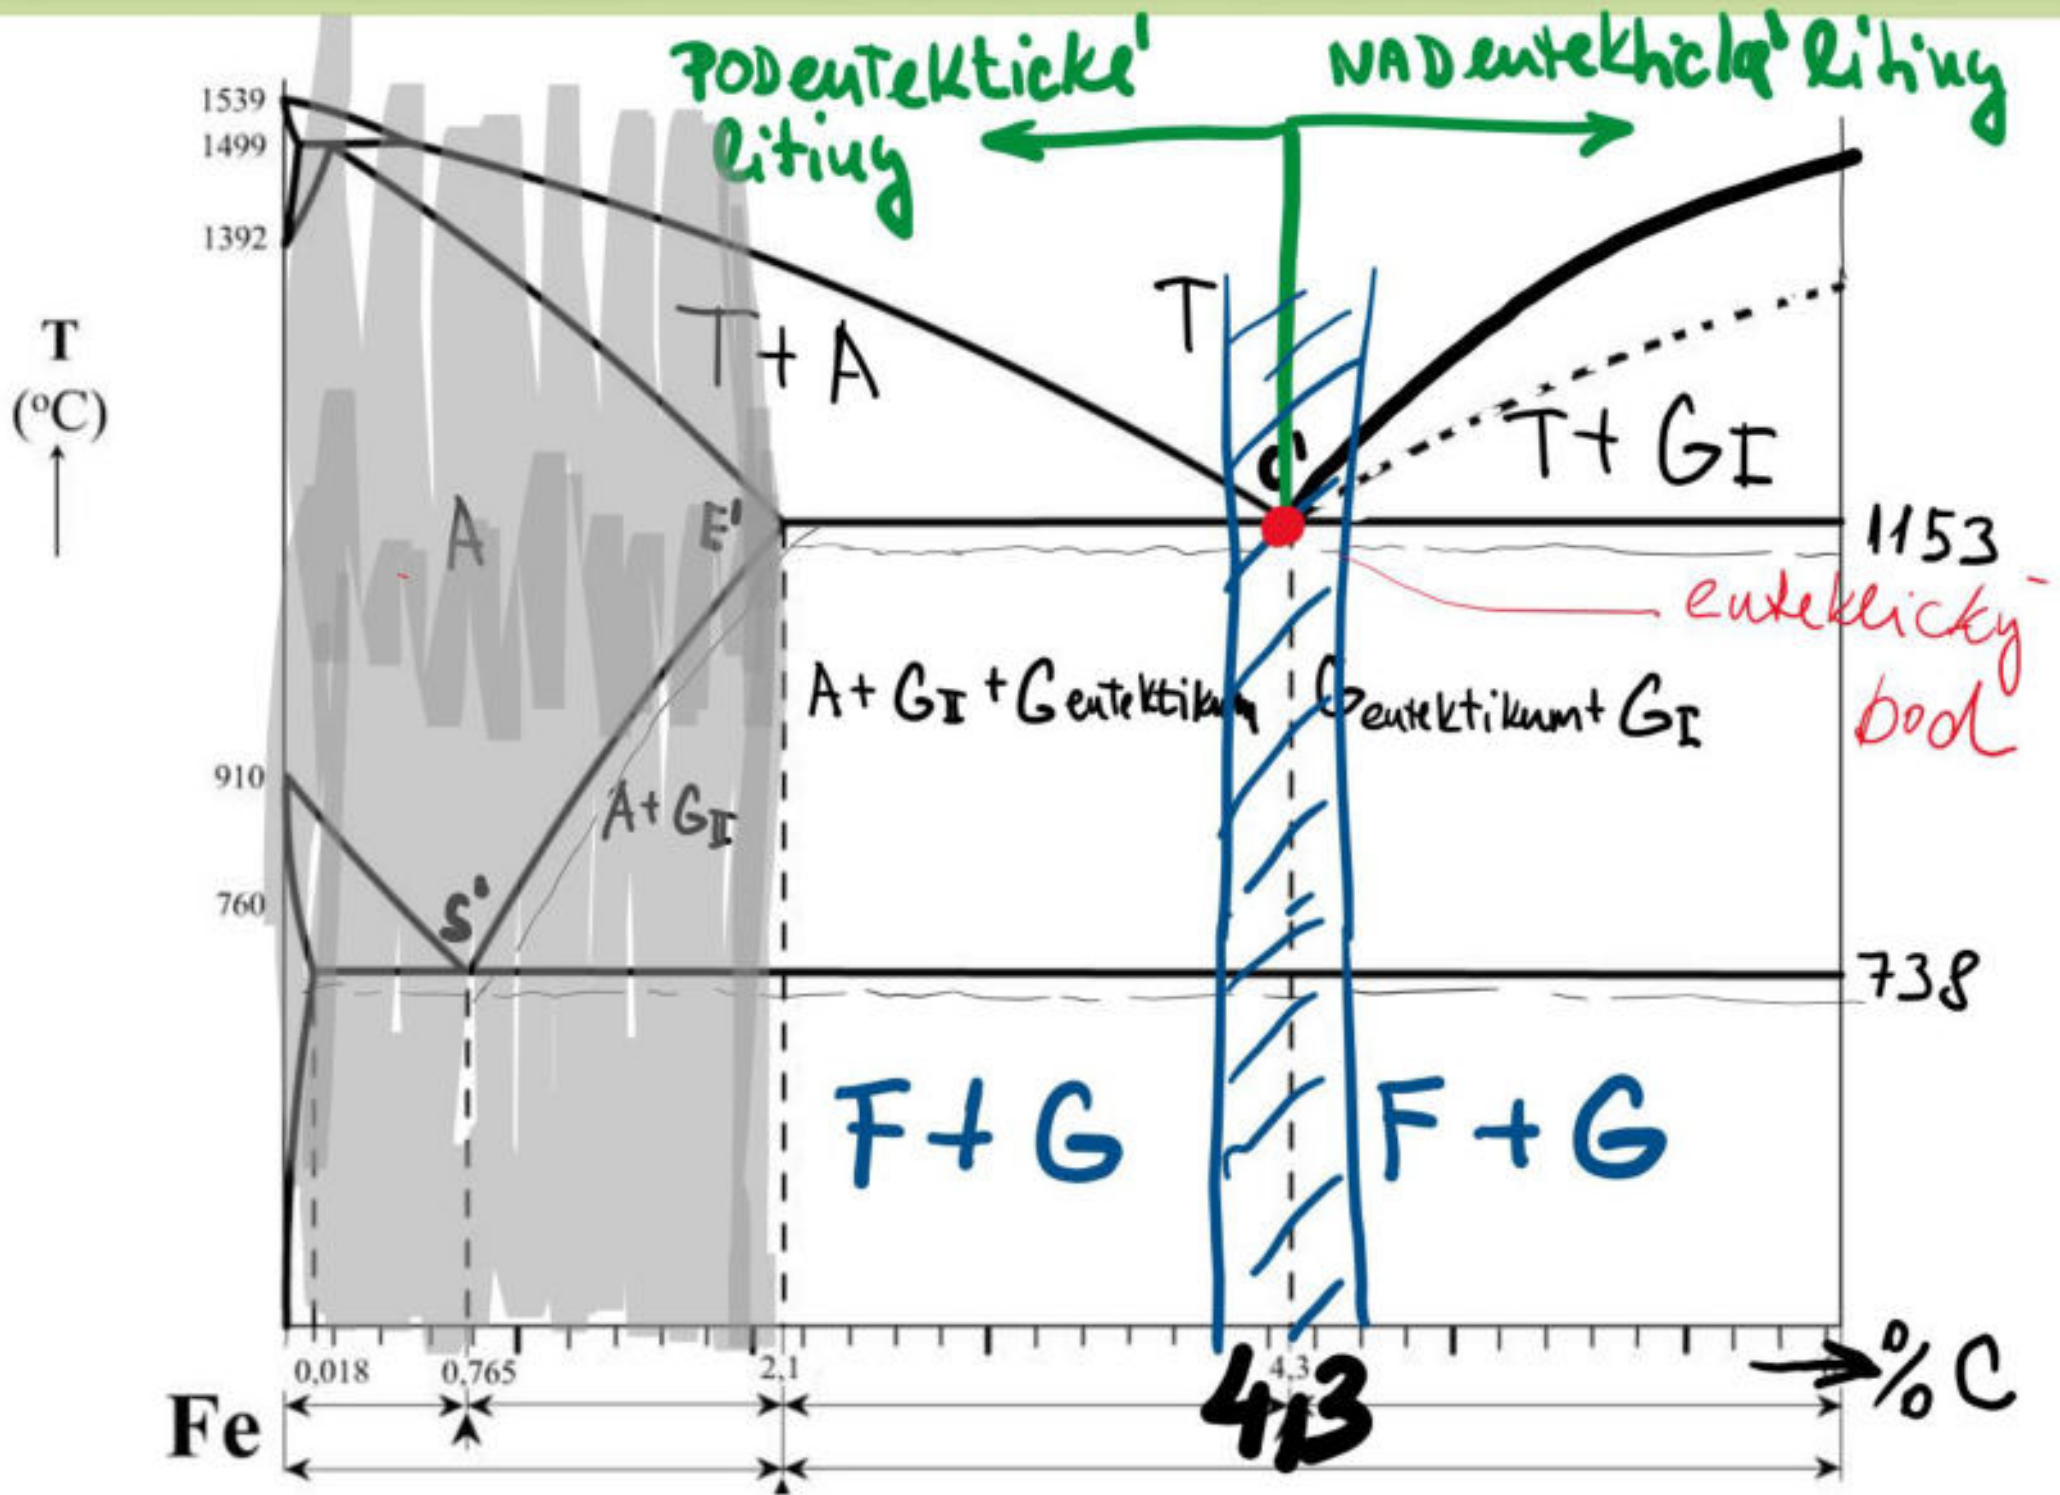 PODeutektické
litiny
NADeutektické litiny
1539
1499
1392
T
(°C)
T
T + A
C'
T + GI
A
E'
1153
eutektický
bod
A + GII + Geutektikum
Geutektikum + GI
910
A + GII
760
S'
738
F + G
F + G
0,018
0,765
2,1
4,3
4,3
% C
Fe